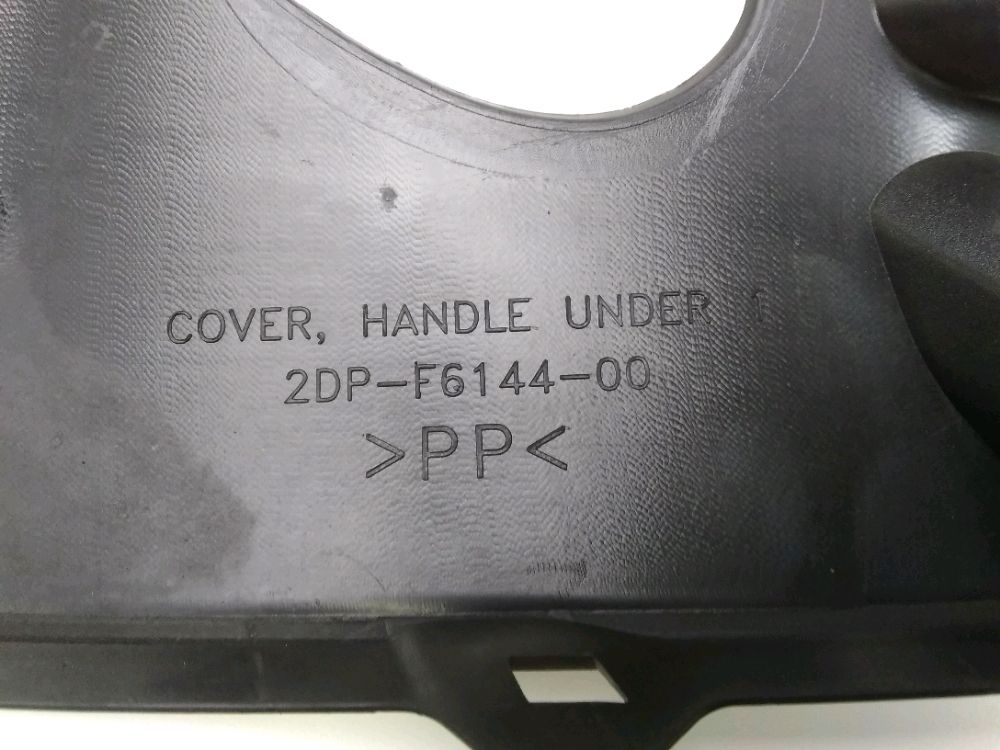 COVER, HANDLE UNDER 1
2DP-F6144-00
>PP<